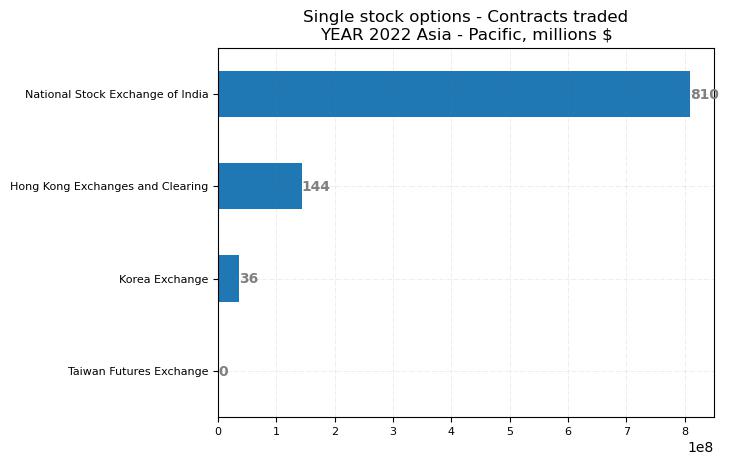 Single stock options - Contracts traded
YEAR 2022 Asia - Pacific, millions $
National Stock Exchange of India
810
Hong Kong Exchanges and Clearing
144
Korea Exchange
36
Taiwan Futures Exchange
0
0 1 2 3 4 5 6 7 8
1e8